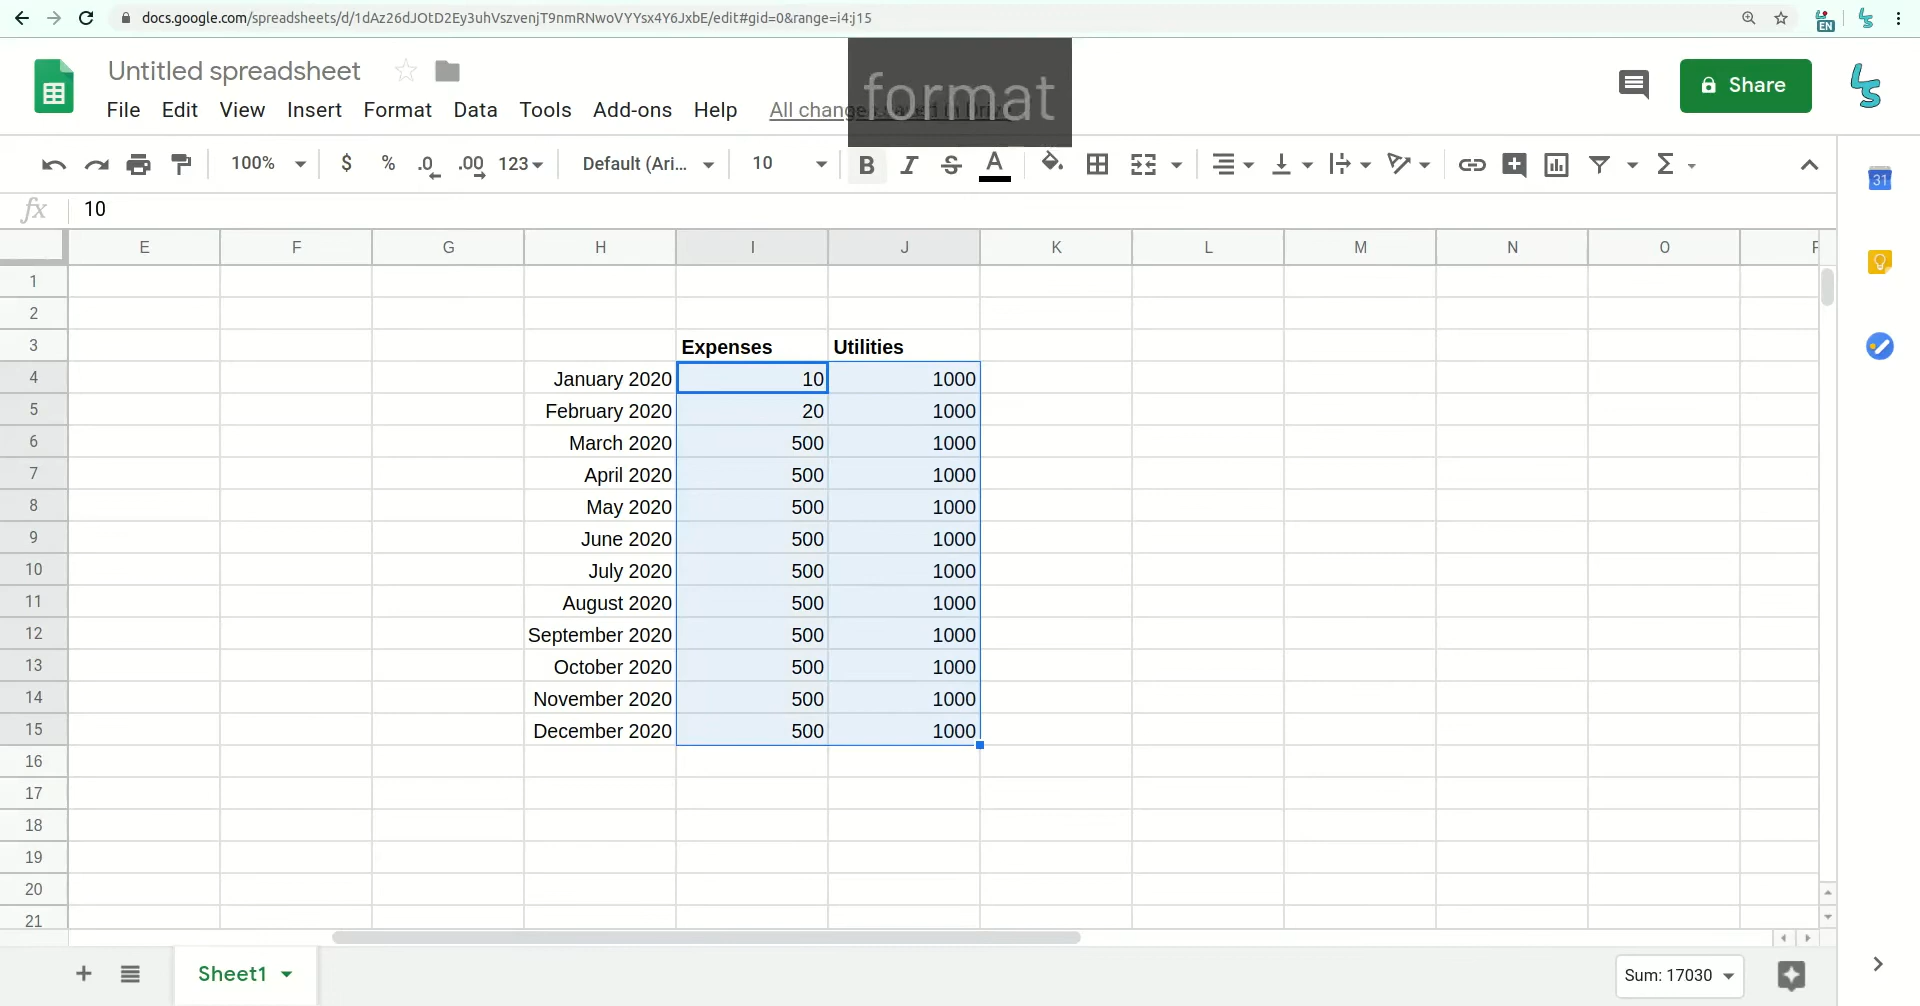 docs.google.com/spreadsheets/d/1dAz26dJOtD2Ey3uhVszvenjT9nmRNwoVYYsx4Y6JxbE/edit#gid=0&range=i4:j15
EN
Untitled spreadsheet
format
Share
File Edit View Insert Format Data Tools Add-ons Help All chang
100% $ % .0 .00 123 Default (Ari... 10 B I S A
31
fx 10
E F G H I J K L M N O
1
2
3 Expenses Utilities
4 January 2020 10 1000
5 February 2020 20 1000
6 March 2020 500 1000
7 April 2020 500 1000
8 May 2020 500 1000
9 June 2020 500 1000
10 July 2020 500 1000
11 August 2020 500 1000
12 September 2020 500 1000
13 October 2020 500 1000
14 November 2020 500 1000
15 December 2020 500 1000
16
17
18
19
20
21
Sheet1
Sum: 17030